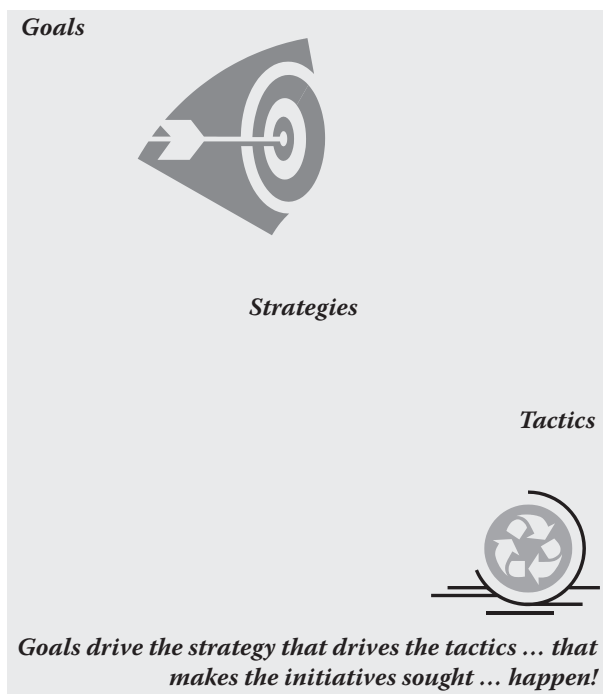 Goals
Strategies
Tactics
Goals drive the strategy that drives the tactics … that
makes the initiatives sought … happen!